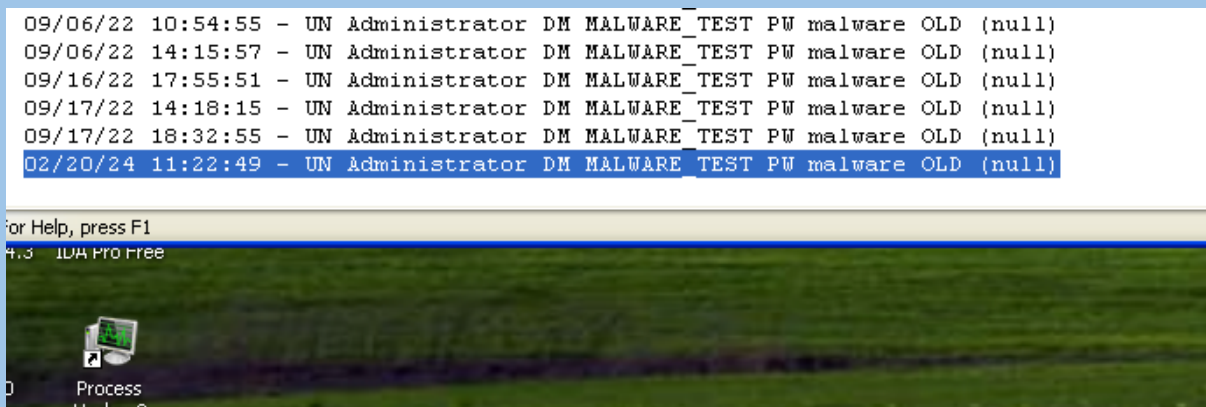 09/06/22 10:54:55 - UN Administrator DM MALWARE_TEST PW malware OLD (null)
09/06/22 14:15:57 - UN Administrator DM MALWARE_TEST PW malware OLD (null)
09/16/22 17:55:51 - UN Administrator DM MALWARE_TEST PW malware OLD (null)
09/17/22 14:18:15 - UN Administrator DM MALWARE_TEST PW malware OLD (null)
09/17/22 18:32:55 - UN Administrator DM MALWARE_TEST PW malware OLD (null)
02/20/24 11:22:49 - UN Administrator DM MALWARE_TEST PW malware OLD (null)
For Help, press F1
4.3 IDA Pro Free
Process